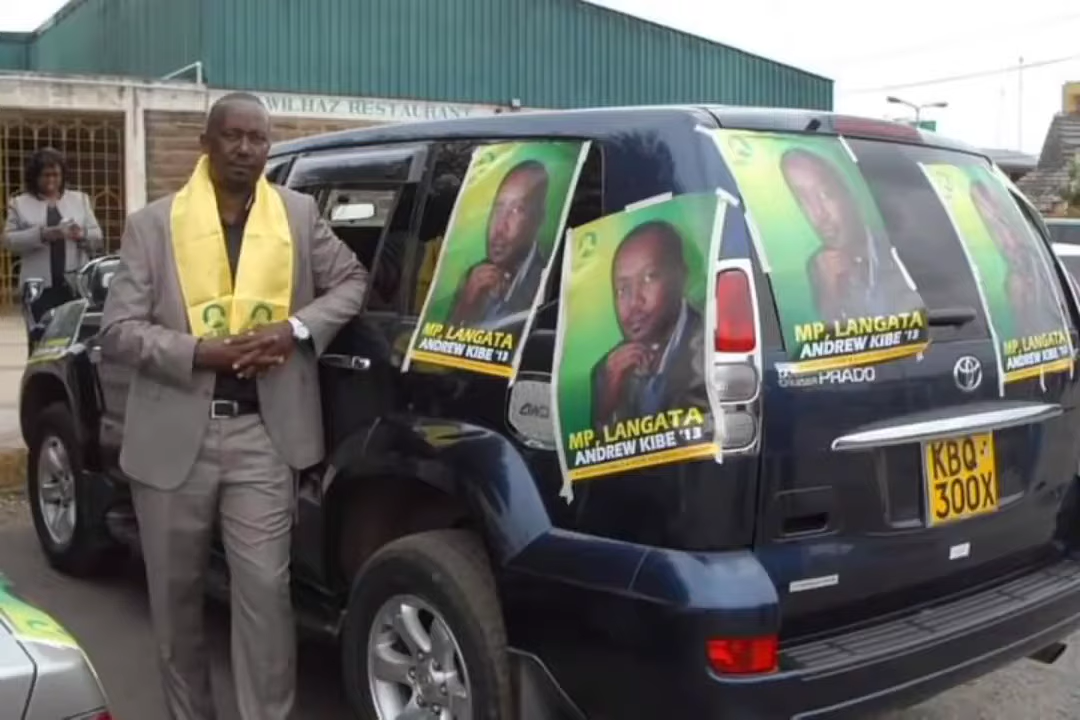 WILHAZ RESTAURANT
MP, LANGATA
ANDREW KIBE '13
MP, LANGATA
ANDREW KIBE '13
MP, LANGATA
ANDREW KIBE '13
MP, LANGATA
ANDREW KIBE '13
PRADO
KBQ
300X